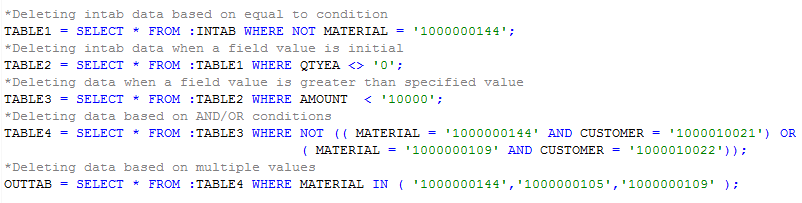 *Deleting intab data based on equal to condition
TABLE1 = SELECT * FROM :INTAB WHERE NOT MATERIAL = '1000000144';
*Deleting intab data when a field value is initial
TABLE2 = SELECT * FROM :TABLE1 WHERE QTYEA <> '0';
*Deleting data when a field value is greater than specified value
TABLE3 = SELECT * FROM :TABLE2 WHERE AMOUNT  < '10000';
*Deleting data based on AND/OR conditions
TABLE4 = SELECT * FROM :TABLE3 WHERE NOT (( MATERIAL = '1000000144' AND CUSTOMER = '1000010021') OR
( MATERIAL = '1000000109' AND CUSTOMER = '1000010022'));
*Deleting data based on multiple values
OUTTAB = SELECT * FROM :TABLE4 WHERE MATERIAL IN ( '1000000144','1000000105','1000000109' );